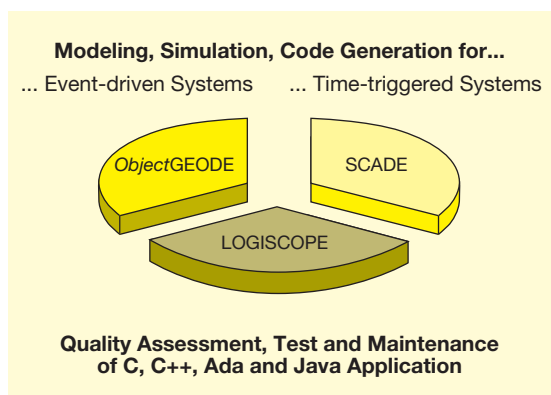 Modeling, Simulation, Code Generation for...
... Event-driven Systems
... Time-triggered Systems
ObjectGEODE
SCADE
LOGISCOPE
Quality Assessment, Test and Maintenance
of C, C++, Ada and Java Application